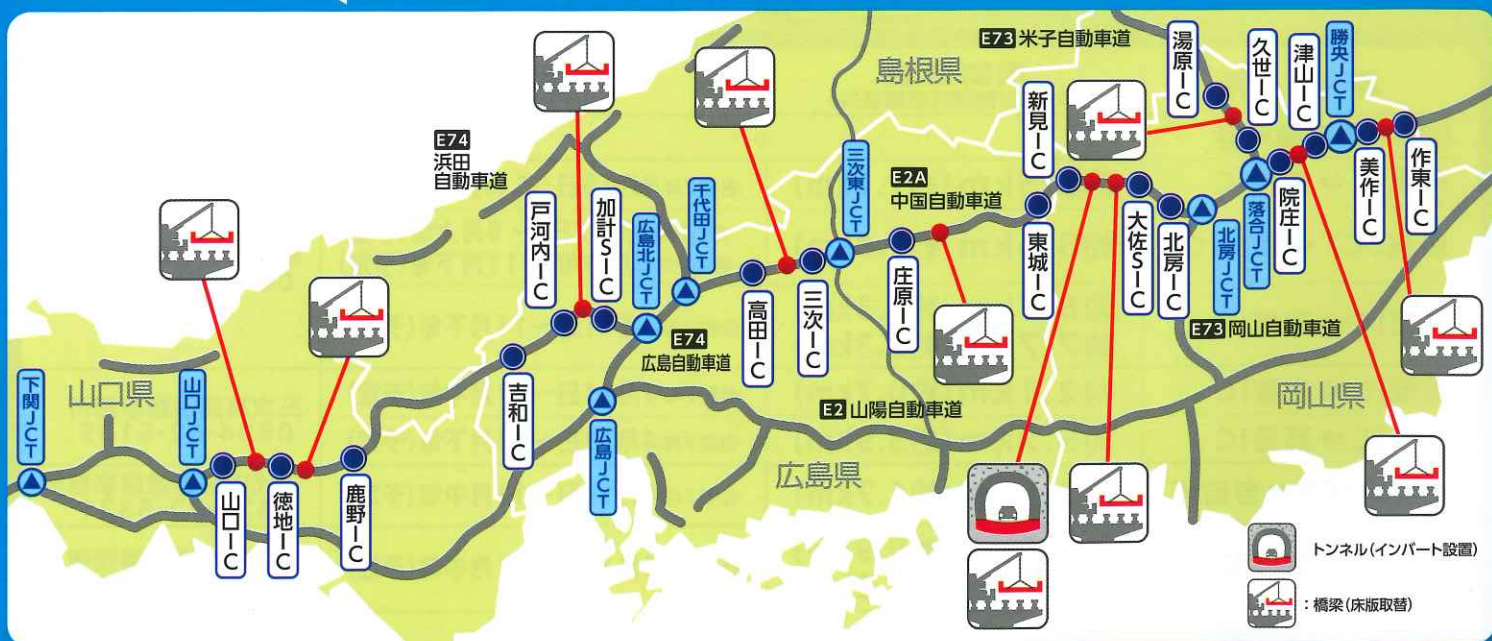 E73 米子自動車道
島根県
湯原IC
久世IC
津山IC
勝央JCT
新見IC
E74
浜田
自動車道
戸河内IC
加計SIC
広島北JCT
千代田JCT
三次東JCT
E2A
中国自動車道
東城IC
大佐SIC
北房IC
北房JCT
落合JCT
院庄IC
美作IC
作東IC
高田IC
三次IC
庄原IC
E73 岡山自動車道
E74
広島自動車道
吉和IC
広島JCT
E2 山陽自動車道
岡山県
広島県
山口県
下関JCT
山口JCT
山口IC
徳地IC
鹿野IC
トンネル(インバート設置)
:橋梁(床版取替)